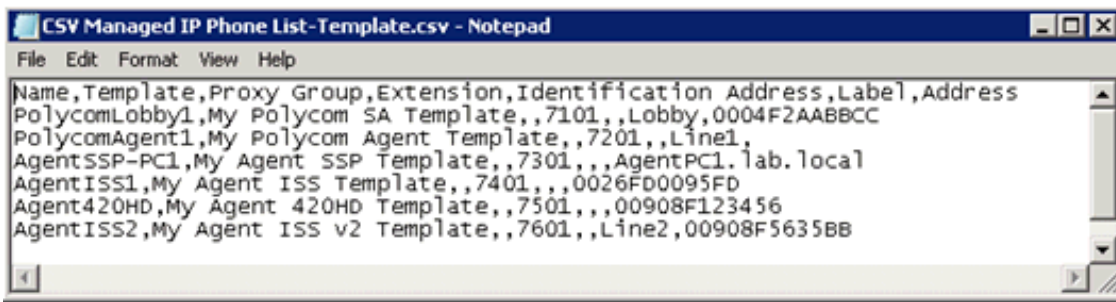 CSV Managed IP Phone List-Template.csv - Notepad
File Edit Format View Help
Name,Template,Proxy Group,Extension,Identification Address,Label,Address
PolycomLobby1,My Polycom SA Template,,7101,,Lobby,0004F2AABBCC
PolycomAgent1,My Polycom Agent Template,,7201,,Line1,
AgentSSP-PC1,My Agent SSP Template,,7301,,,AgentPC1.lab.local
AgentISS1,My Agent ISS Template,,7401,,,0026FD0095FD
Agent420HD,My Agent 420HD Template,,7501,,,00908F123456
AgentISS2,My Agent ISS v2 Template,,7601,,Line2,00908F5635BB